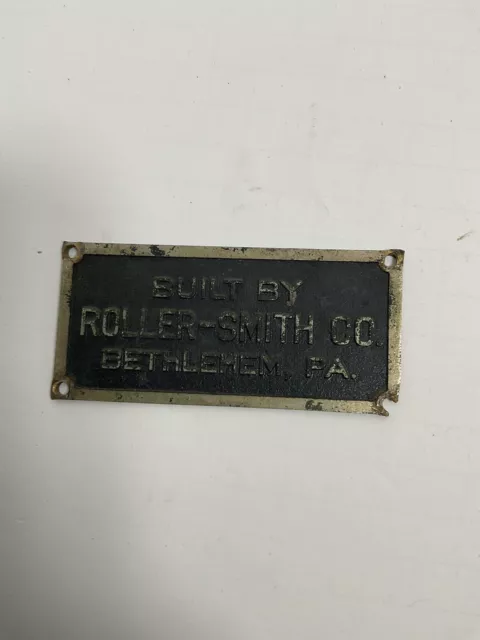 BUILT BY
ROLLER-SMITH CO.
BETHLEHEM, PA.